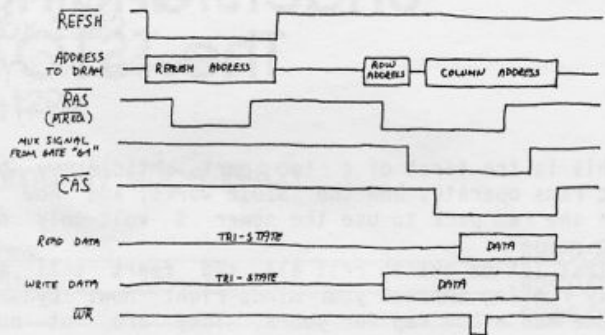 REFSH
ADDRESS
TO DRAM
REFRESH ADDRESS
ROW
ADDRESS
COLUMN ADDRESS
RAS
(MREQ)
MUX SIGNAL
FROM GATE "G1"
CAS
READ DATA
TRI-STATE
DATA
WRITE DATA
TRI-STATE
DATA
WR